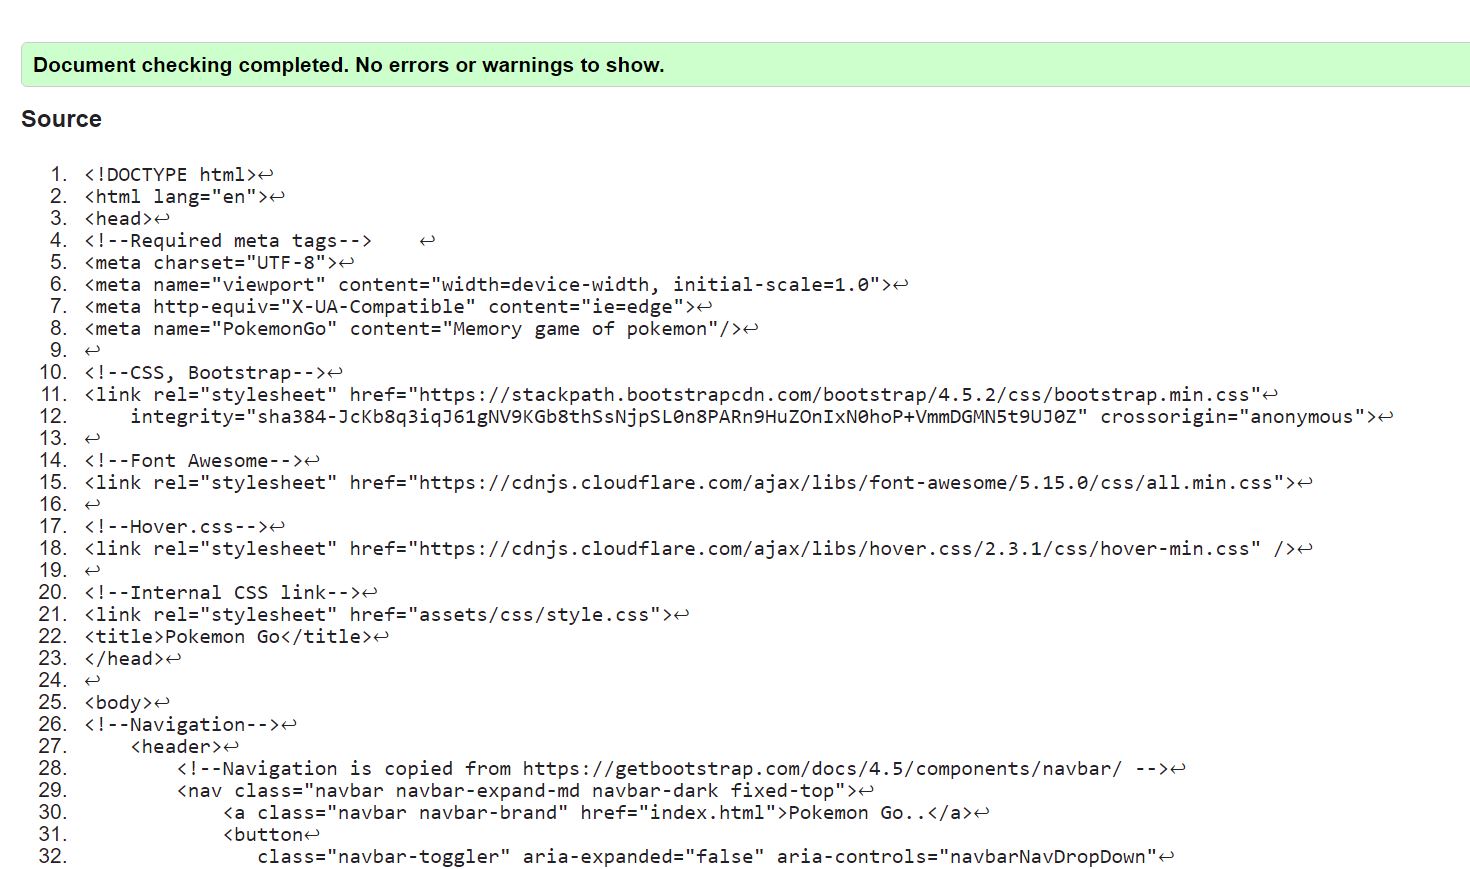 Document checking completed. No errors or warnings to show.
Source
1. <!DOCTYPE html>↩
2. <html lang="en">↩
3. <head>↩
4. <!--Required meta tags-->    ↩
5. <meta charset="UTF-8">↩
6. <meta name="viewport" content="width=device-width, initial-scale=1.0">↩
7. <meta http-equiv="X-UA-Compatible" content="ie=edge">↩
8. <meta name="PokemonGo" content="Memory game of pokemon"/>↩
9. ↩
10. <!--CSS, Bootstrap-->↩
11. <link rel="stylesheet" href="https://stackpath.bootstrapcdn.com/bootstrap/4.5.2/css/bootstrap.min.css"↩
12.     integrity="sha384-JcKb8q3iqJ61gNV9KGb8thSsNjpSL0n8PARn9HuZOnIxN0hoP+VmmDGMN5t9UJ0Z" crossorigin="anonymous">↩
13. ↩
14. <!--Font Awesome-->↩
15. <link rel="stylesheet" href="https://cdnjs.cloudflare.com/ajax/libs/font-awesome/5.15.0/css/all.min.css">↩
16. ↩
17. <!--Hover.css-->↩
18. <link rel="stylesheet" href="https://cdnjs.cloudflare.com/ajax/libs/hover.css/2.3.1/css/hover-min.css" />↩
19. ↩
20. <!--Internal CSS link-->↩
21. <link rel="stylesheet" href="assets/css/style.css">↩
22. <title>Pokemon Go</title>↩
23. </head>↩
24. ↩
25. <body>↩
26. <!--Navigation-->↩
27.     <header>↩
28.         <!--Navigation is copied from https://getbootstrap.com/docs/4.5/components/navbar/ -->↩
29.         <nav class="navbar navbar-expand-md navbar-dark fixed-top">↩
30.             <a class="navbar navbar-brand" href="index.html">Pokemon Go..</a>↩
31.             <button↩
32.                class="navbar-toggler" aria-expanded="false" aria-controls="navbarNavDropDown"↩